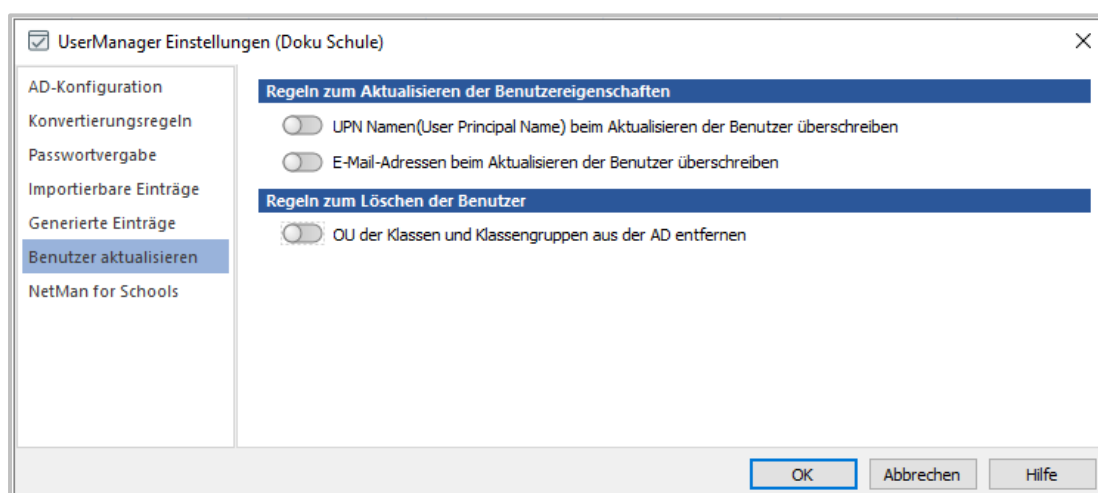 UserManager Einstellungen (Doku Schule)
AD-Konfiguration
Konvertierungsregeln
Passwortvergabe
Importierbare Einträge
Generierte Einträge
Benutzer aktualisieren
NetMan for Schools
Regeln zum Aktualisieren der Benutzereigenschaften
UPN Namen(User Principal Name) beim Aktualisieren der Benutzer überschreiben
E-Mail-Adressen beim Aktualisieren der Benutzer überschreiben
Regeln zum Löschen der Benutzer
OU der Klassen und Klassengruppen aus der AD entfernen
OK Abbrechen Hilfe